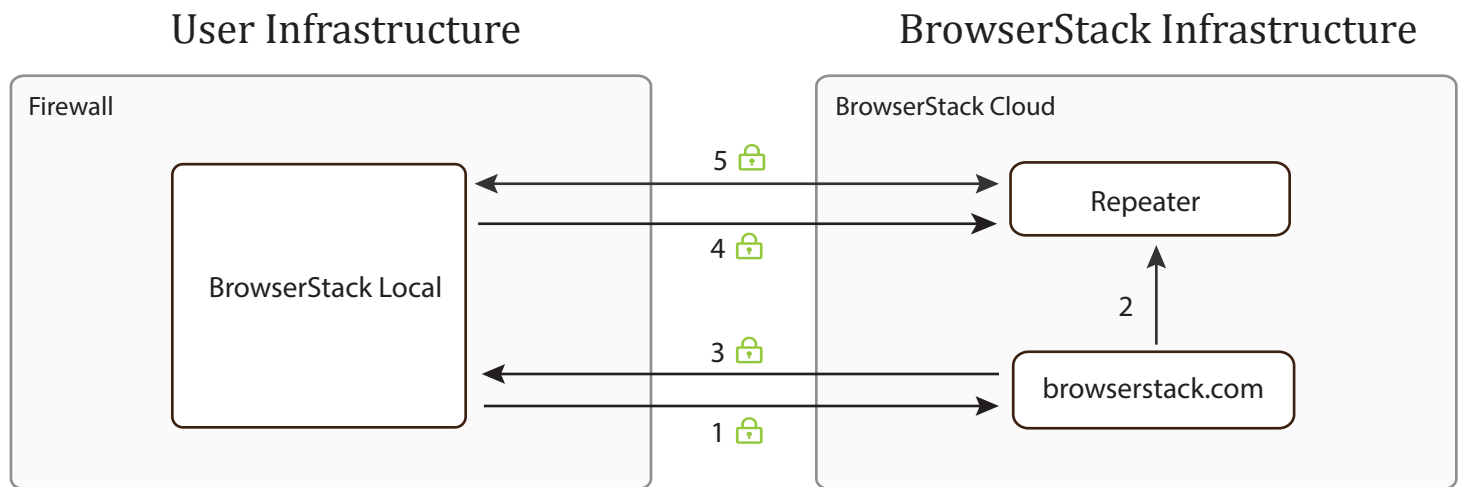 User Infrastructure
BrowserStack Infrastructure
Firewall
BrowserStack Cloud
5
Repeater
4
BrowserStack Local
2
3
browserstack.com
1